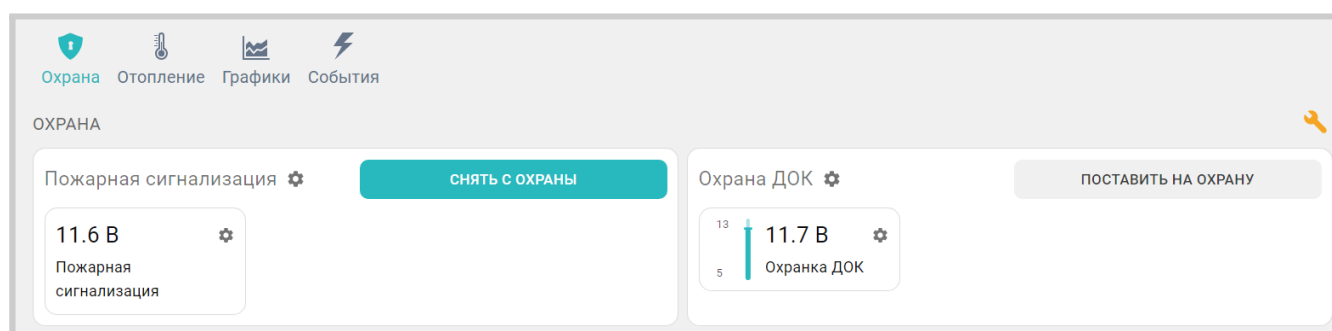 Охрана Отопление Графики События
ОХРАНА
Пожарная сигнализация СНЯТЬ С ОХРАНЫ
11.6 В
Пожарная
сигнализация
Охрана ДОК ПОСТАВИТЬ НА ОХРАНУ
13
11.7 В
5
Охранка ДОК